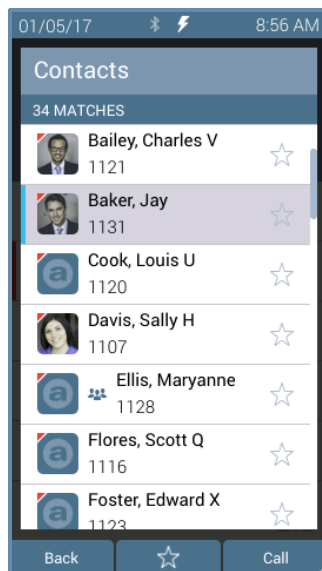 01/05/17 8:56 AM
Contacts
34 MATCHES
Bailey, Charles V
1121
Baker, Jay
1131
Cook, Louis U
1120
Davis, Sally H
1107
a
Ellis, Maryanne
1128
a
Flores, Scott Q
1116
a
Foster, Edward X
1123
a
Back Call